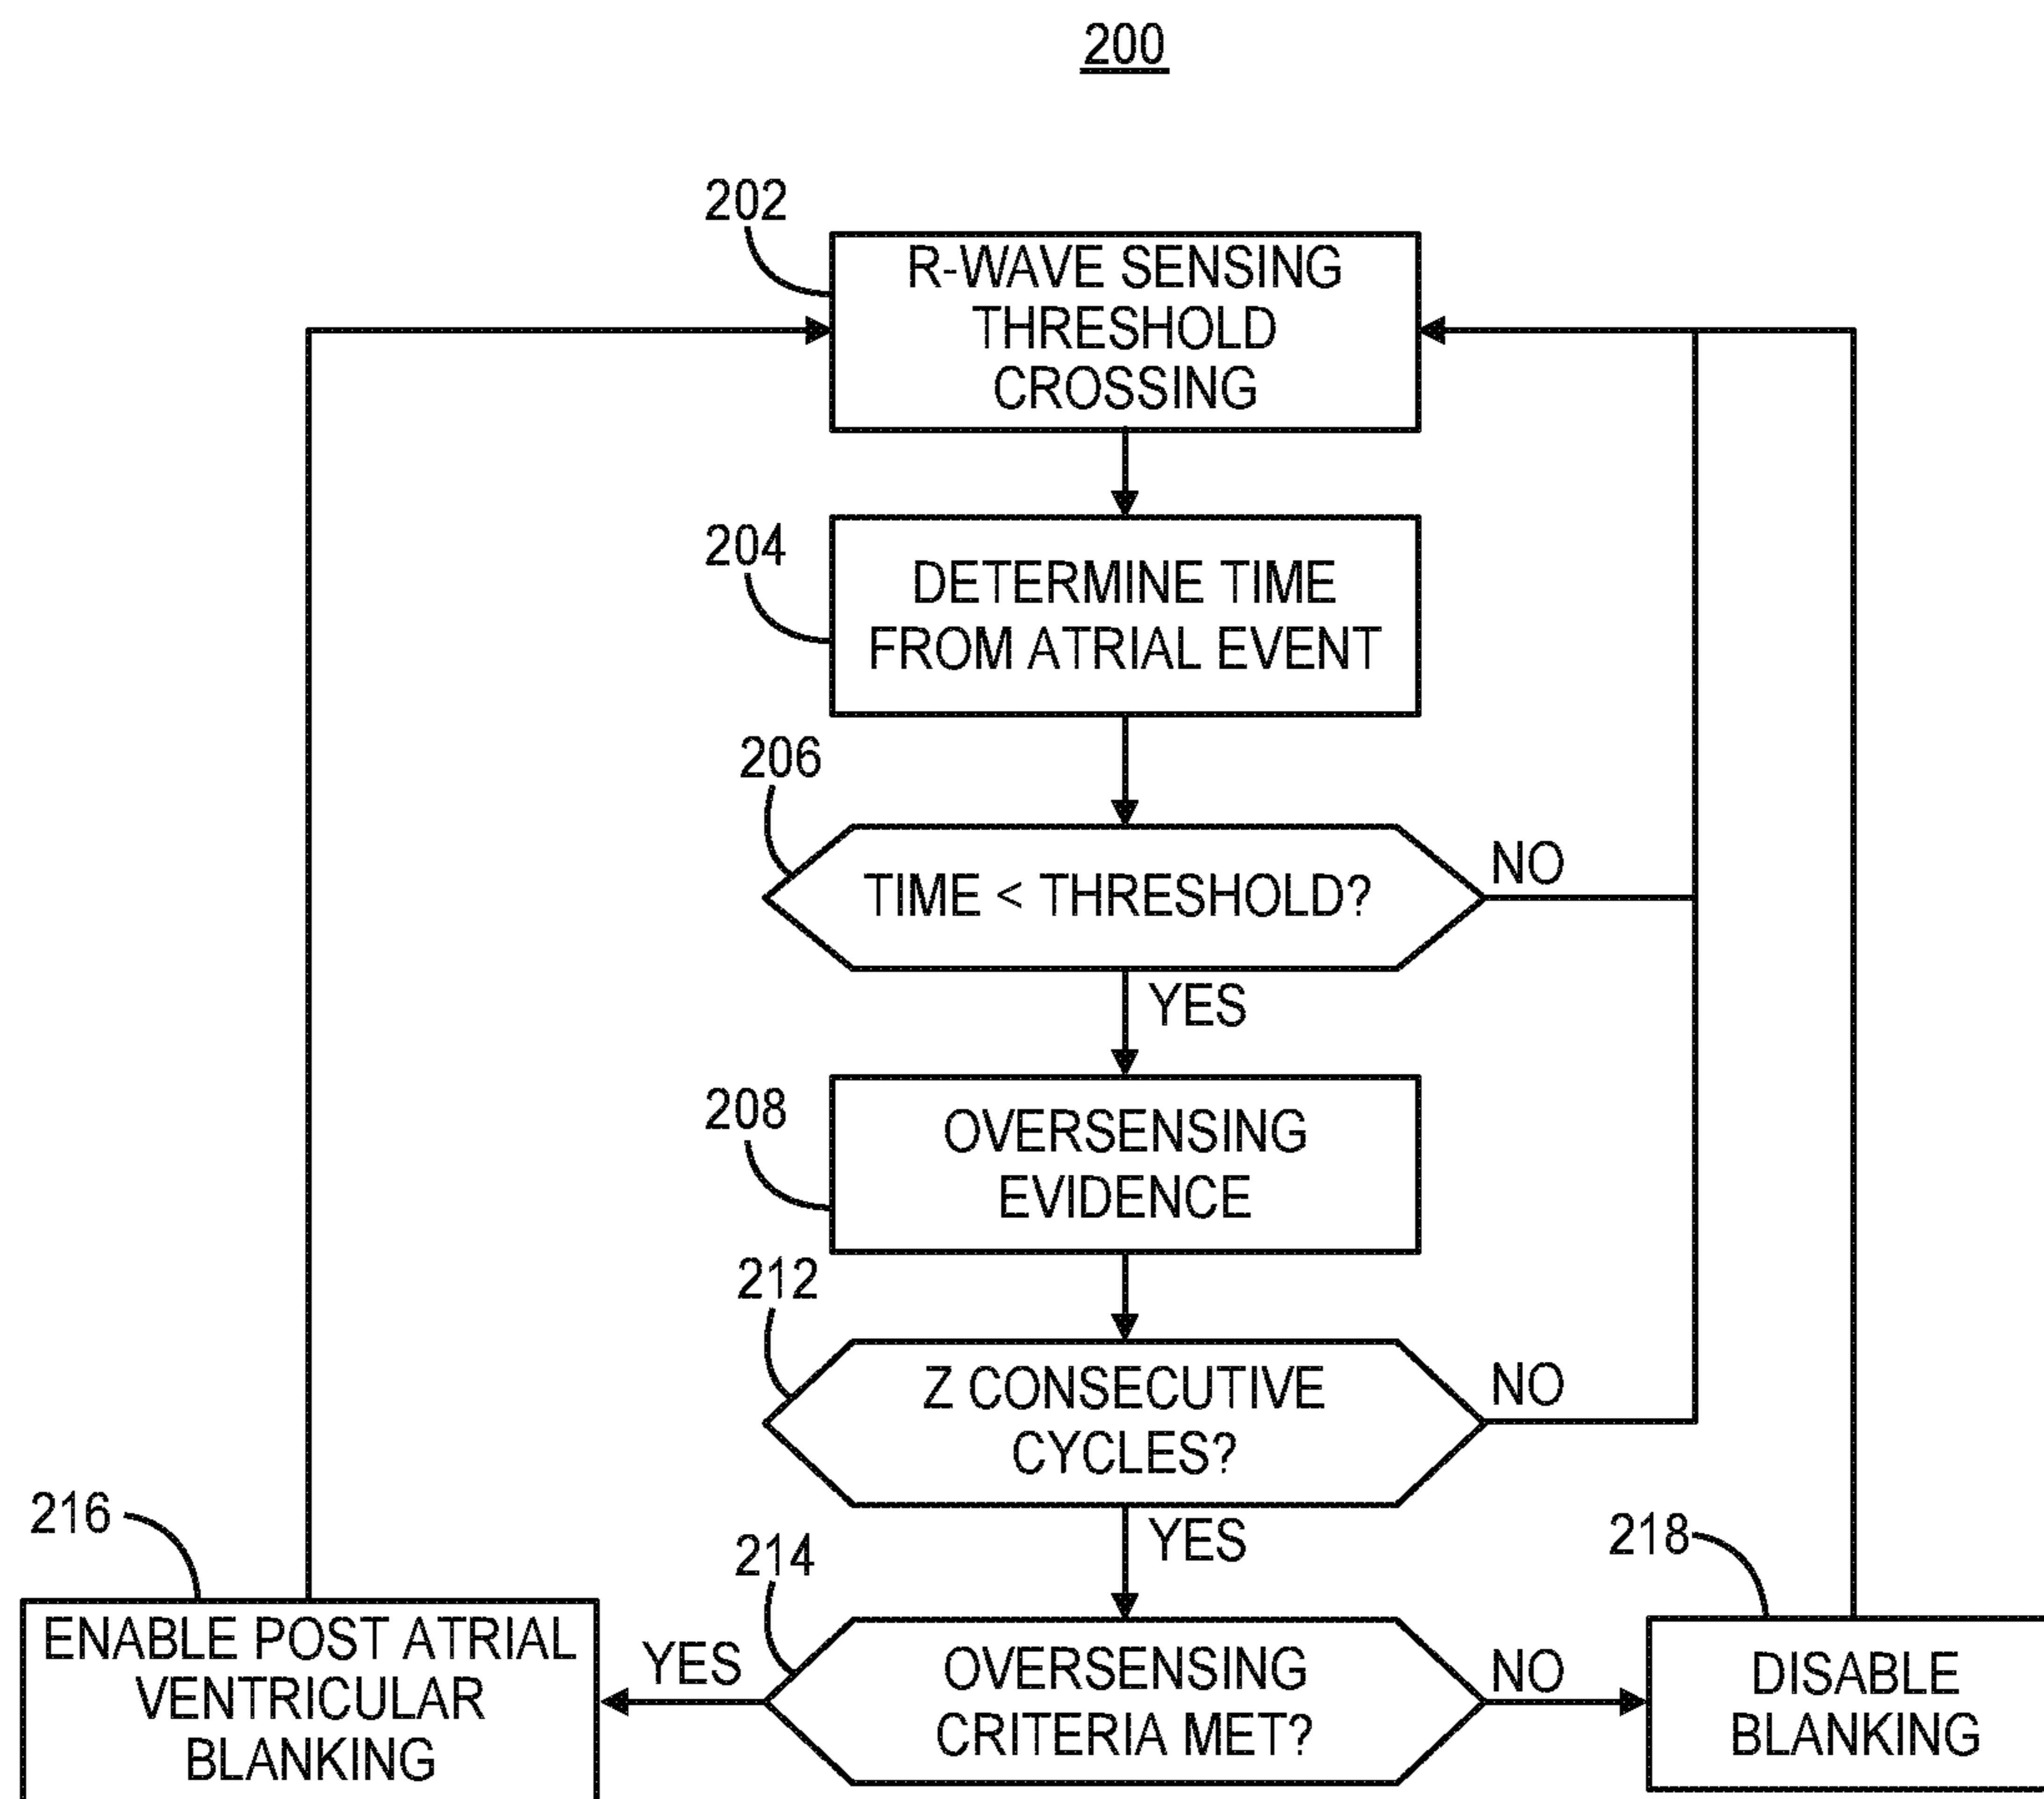 200
202
R-WAVE SENSING
THRESHOLD
CROSSING
204
DETERMINE TIME
FROM ATRIAL EVENT
206
TIME < THRESHOLD?
NO
YES
208
OVERSENSING
EVIDENCE
212
Z CONSECUTIVE
CYCLES?
NO
YES
216
ENABLE POST ATRIAL
VENTRICULAR
BLANKING
YES
214
OVERSENSING
CRITERIA MET?
NO
218
DISABLE
BLANKING